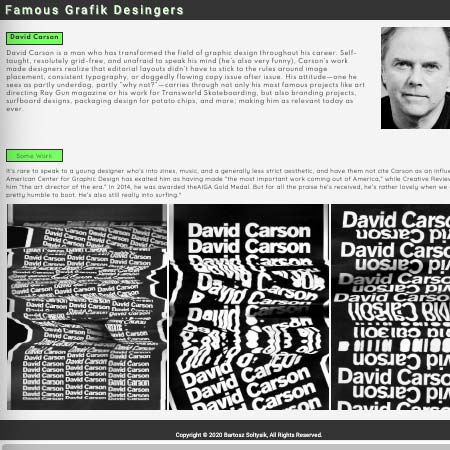 Famous Grafik Desingers
David Carson
David Carson is a man who has transformed the field of graphic design throughout his career. Self-
taught, resolutely grid-free, and unafraid to speak his mind (he's also very funny), Carson's work
made designers realize that editorial layouts didn't have to stick to the rules around image
placement, consistent typography, or doggedly flowing copy issue after issue. His attitude—one he
sees as partly underdog, partly "why not?"—carries through not only his most famous projects like art
directing Ray Gun magazine or his work for Transworld Skateboarding, but also branding projects,
surfboard designs, packaging design for potato chips, and more; making him as relevant today as
ever.
Some Work
It's rare to speak to a young designer who's into zines, music, and a generally less strict aesthetic, and have them not cite Carson as an
American Center for Graphic Design has exalted him as having made "the most important work coming out of America," while Creative
him "the art director of the era." In 2014, he was awarded theAIGA Gold Medal. But for all the praise he's received, he's rather lovely when we
pretty humble to boot. He's also still really into surfing."
David Carson
David Carson
David Carson
David Carson
David Carson
David Carson
David Carson
David Carson
David Carson
Copyright © 2020 Bartosz Soltysik, All Rights Reserved.